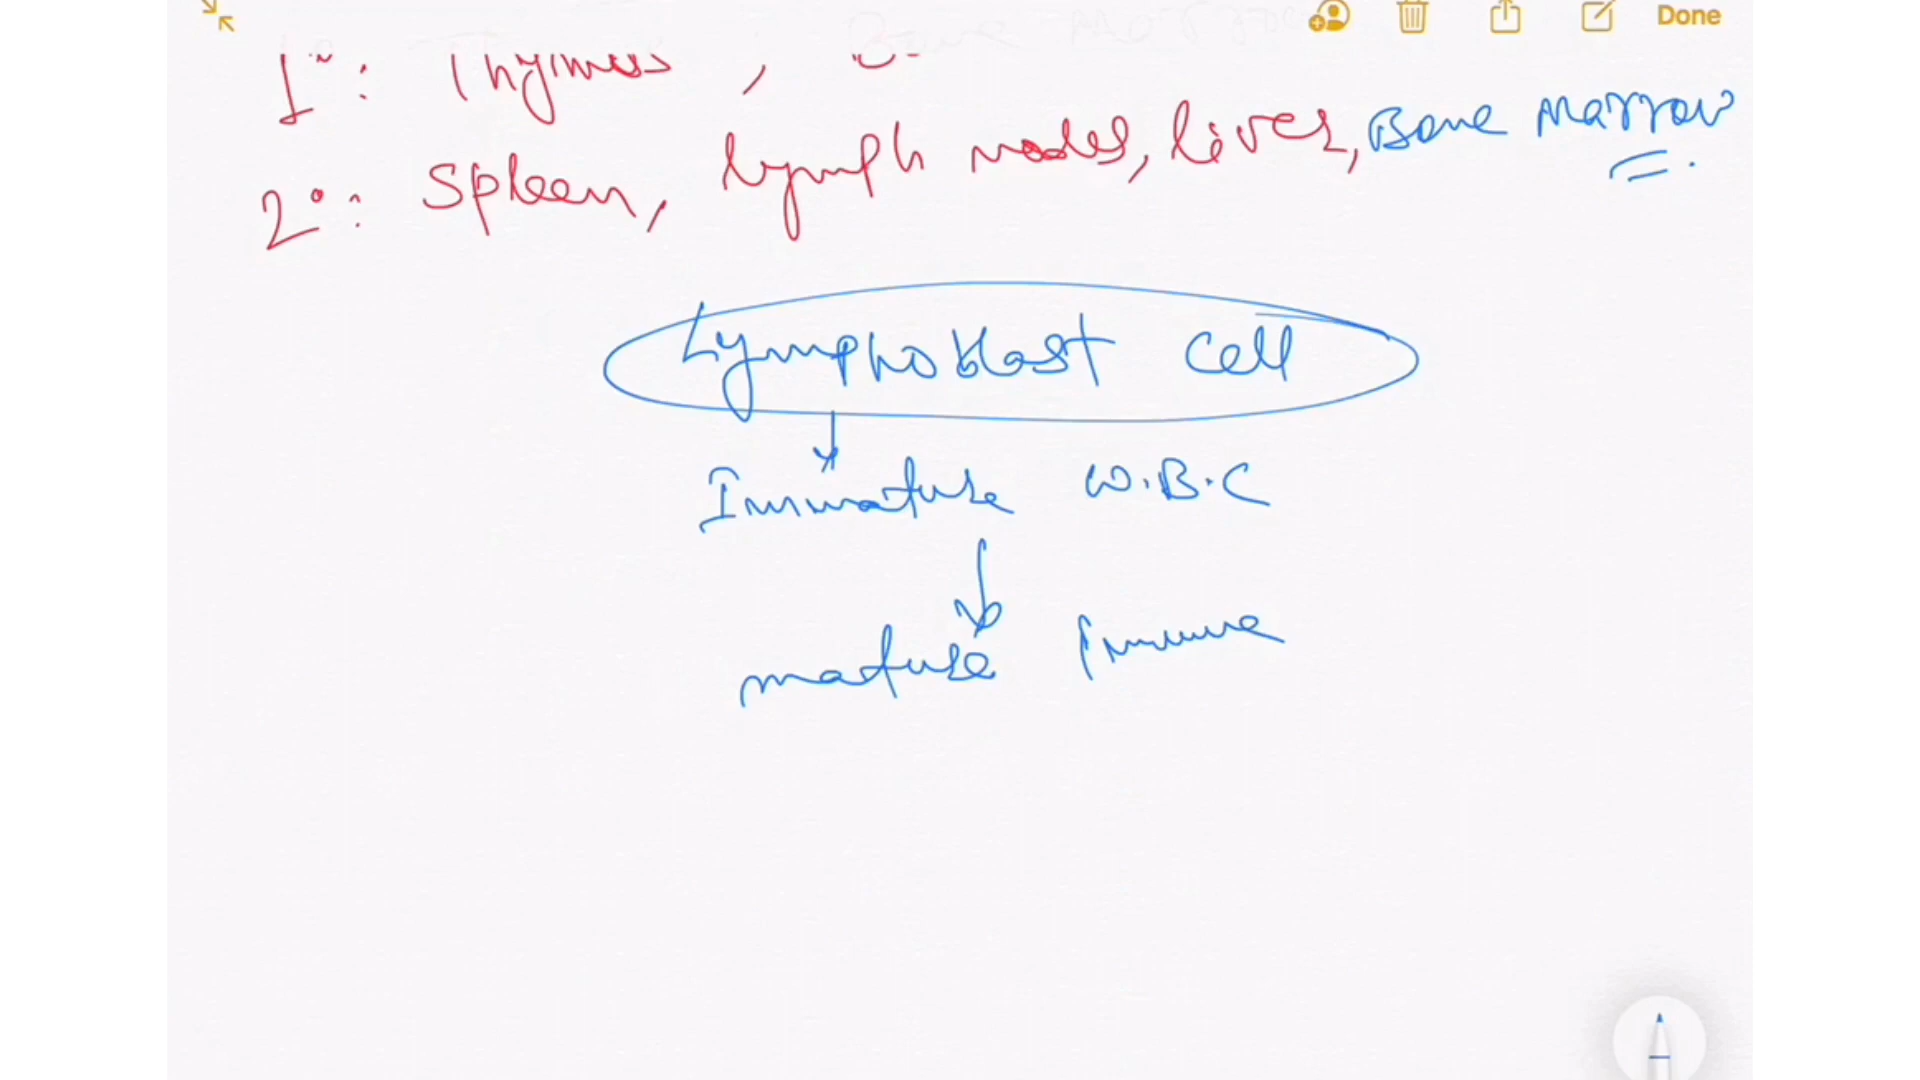 Done
1°: Thymus,
2°: Spleen, lymph nodes, liver, Bone Marrow
Lymphoblast cell
Immature W.B.C
mature Immune